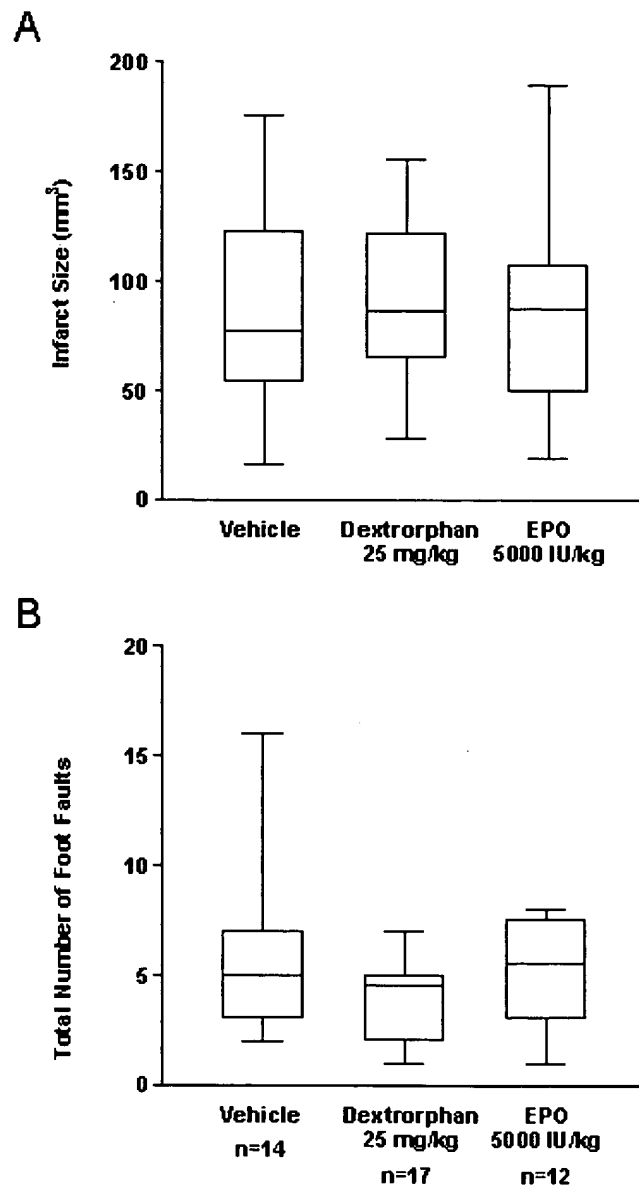 A
Infarct Size (mm³)
200
150
100
50
0
Vehicle
Dextrorphan
25 mg/kg
EPO
5000 IU/kg
B
Total Number of Foot Faults
20
15
10
5
0
Vehicle
n=14
Dextrorphan
25 mg/kg
n=17
EPO
5000 IU/kg
n=12